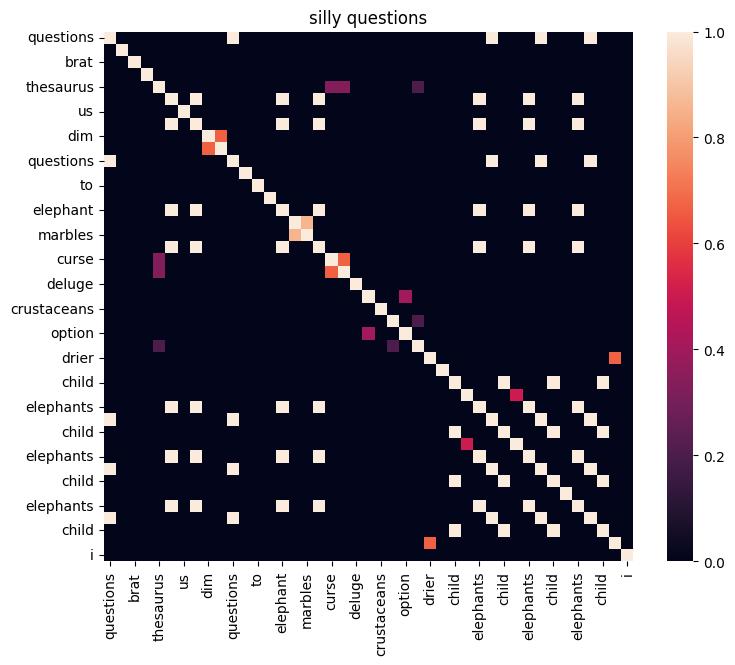 silly questions
questions
brat
thesaurus
us
dim
questions
to
elephant
marbles
curse
deluge
crustaceans
option
drier
child
elephants
child
elephants
child
elephants
child
i
questions
brat
thesaurus
us
dim
questions
to
elephant
marbles
curse
deluge
crustaceans
option
drier
child
elephants
child
elephants
child
elephants
child
i
1.0
0.8
0.6
0.4
0.2
0.0